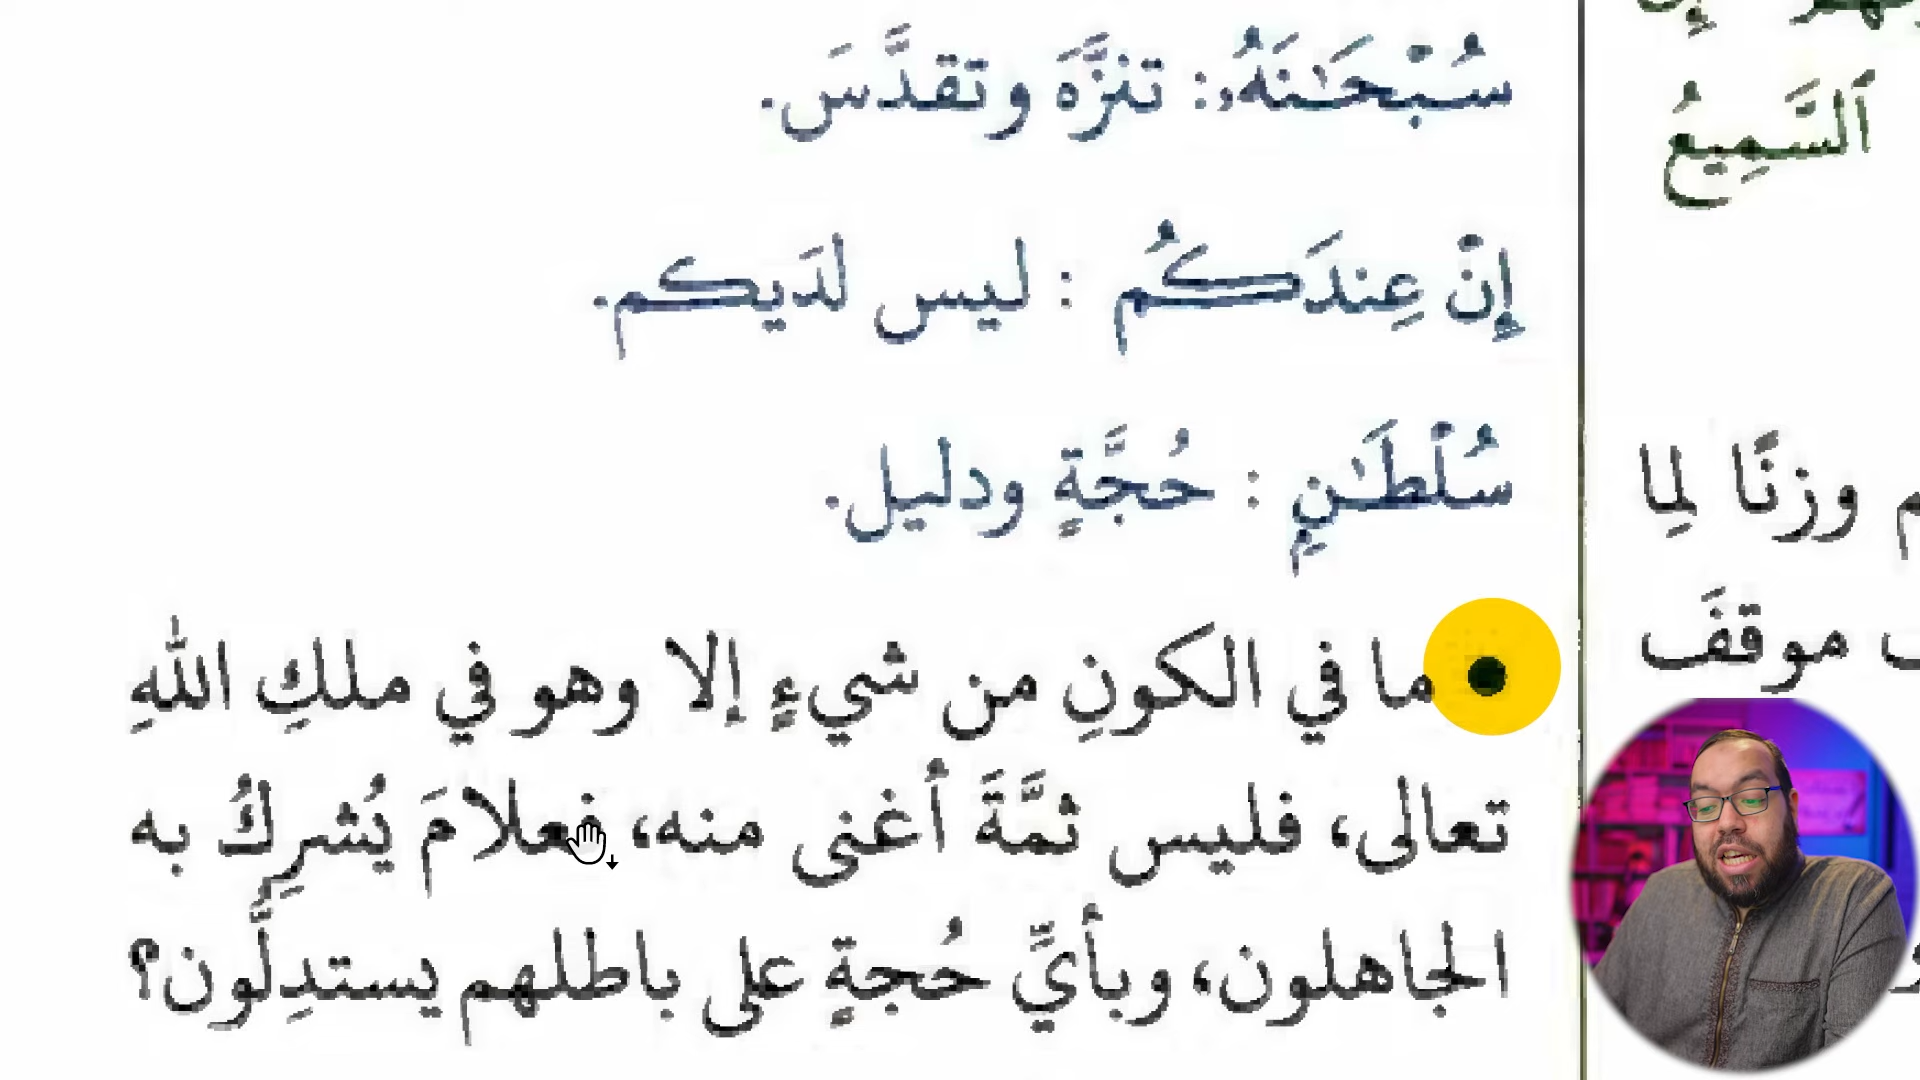 سُبْحَـٰنَهُۥ: تنزَّهَ وتقدَّسَ.
إِنْ عِندَكُم : ليس لدَيكم.
سُلْطَـٰنٍۭ : حُجَّةٍ ودليل.
● ما في الكونِ من شيءٍ إلا وهو في ملكِ اللهِ
تعالى، فليس ثمَّةَ أغنى منه، فعلامَ يُشرِكُ به
الجاهلون، وبأيِّ حُجةٍ على باطلهم يستدِلُّون؟
ٱلسَّمِيعُ
وزنًا لِما
موقفَ